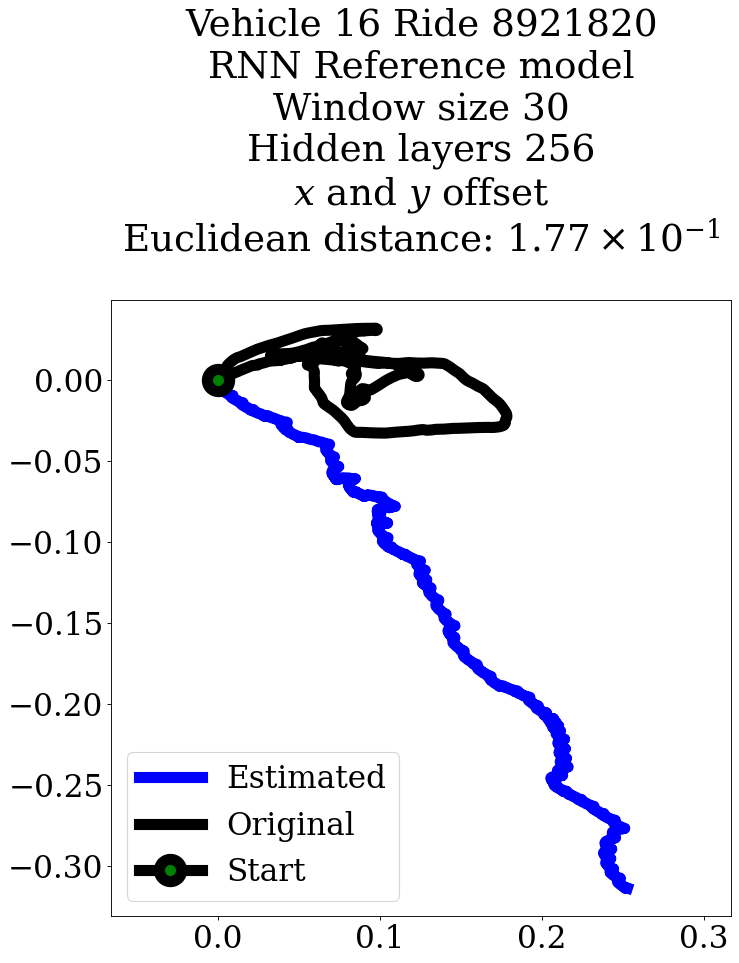 Vehicle 16 Ride 8921820
RNN Reference model
Window size 30
Hidden layers 256
x and y offset
Euclidean distance: 1.77 × 10⁻¹
0.00
−0.05
−0.10
−0.15
−0.20
−0.25
−0.30
Estimated
Original
Start
0.0 0.1 0.2 0.3